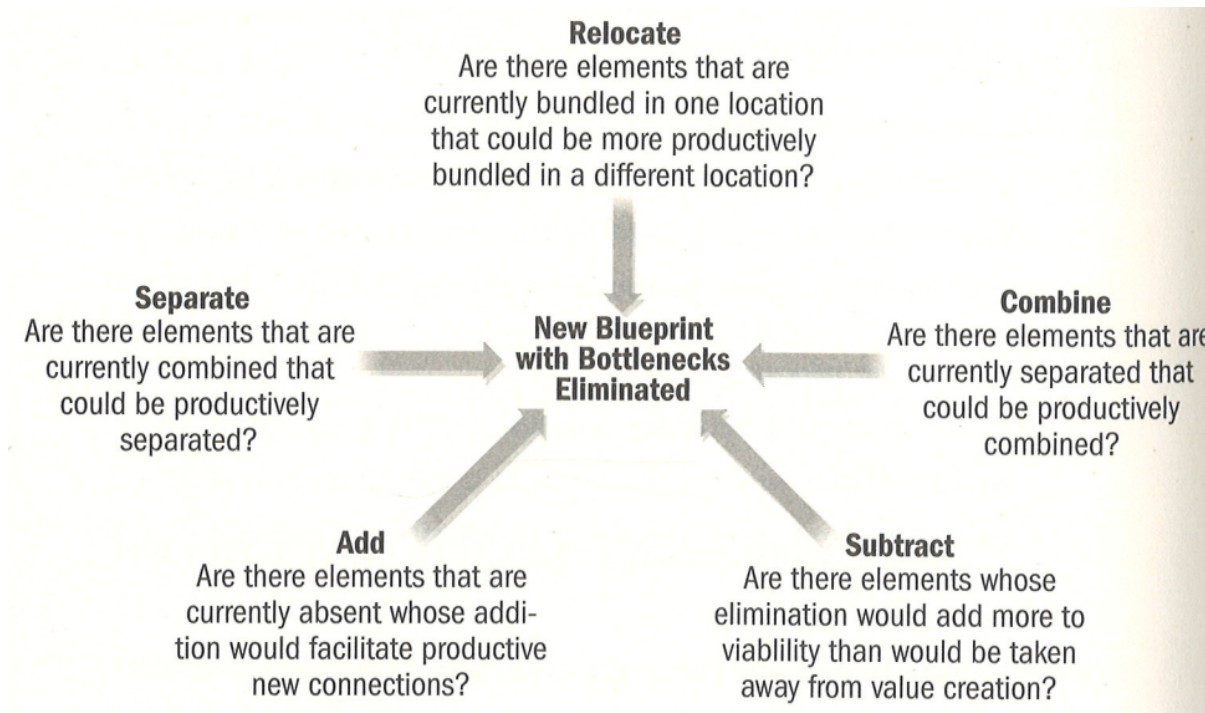 Relocate
Are there elements that are
currently bundled in one location
that could be more productively
bundled in a different location?
Separate
Are there elements that are
currently combined that
could be productively
separated?
New Blueprint
with Bottlenecks
Eliminated
Combine
Are there elements that are
currently separated that
could be productively
combined?
Add
Are there elements that are
currently absent whose addi-
tion would facilitate productive
new connections?
Subtract
Are there elements whose
elimination would add more to
viablility than would be taken
away from value creation?